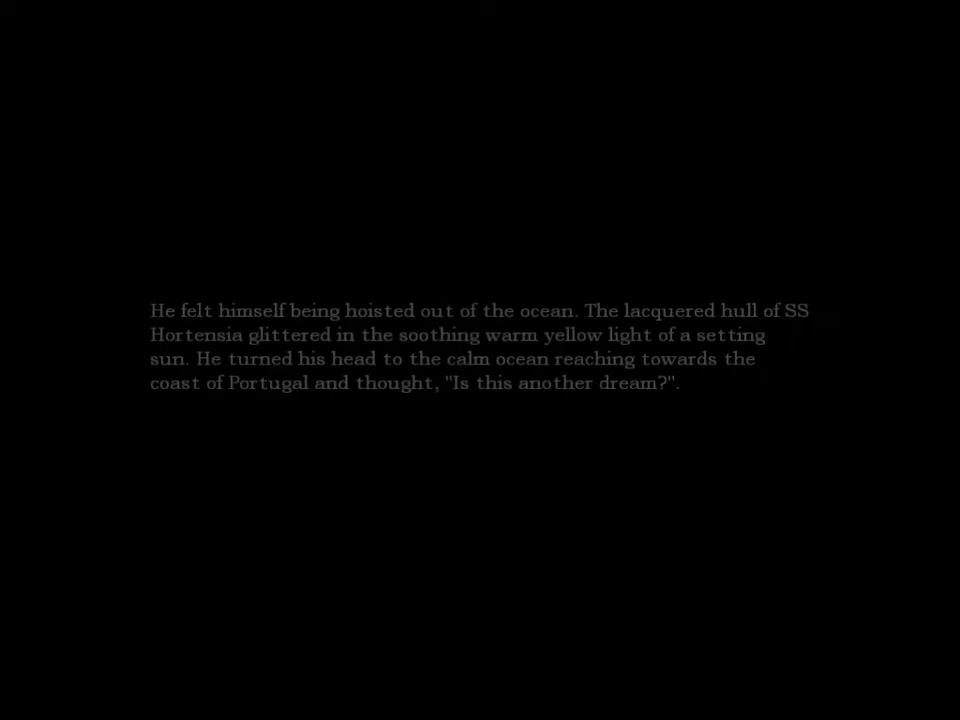 He felt himself being hoisted out of the ocean. The lacquered hull of SS
Hortensia glittered in the soothing warm yellow light of a setting
sun. He turned his head to the calm ocean reaching towards the
coast of Portugal and thought, "Is this another dream?".